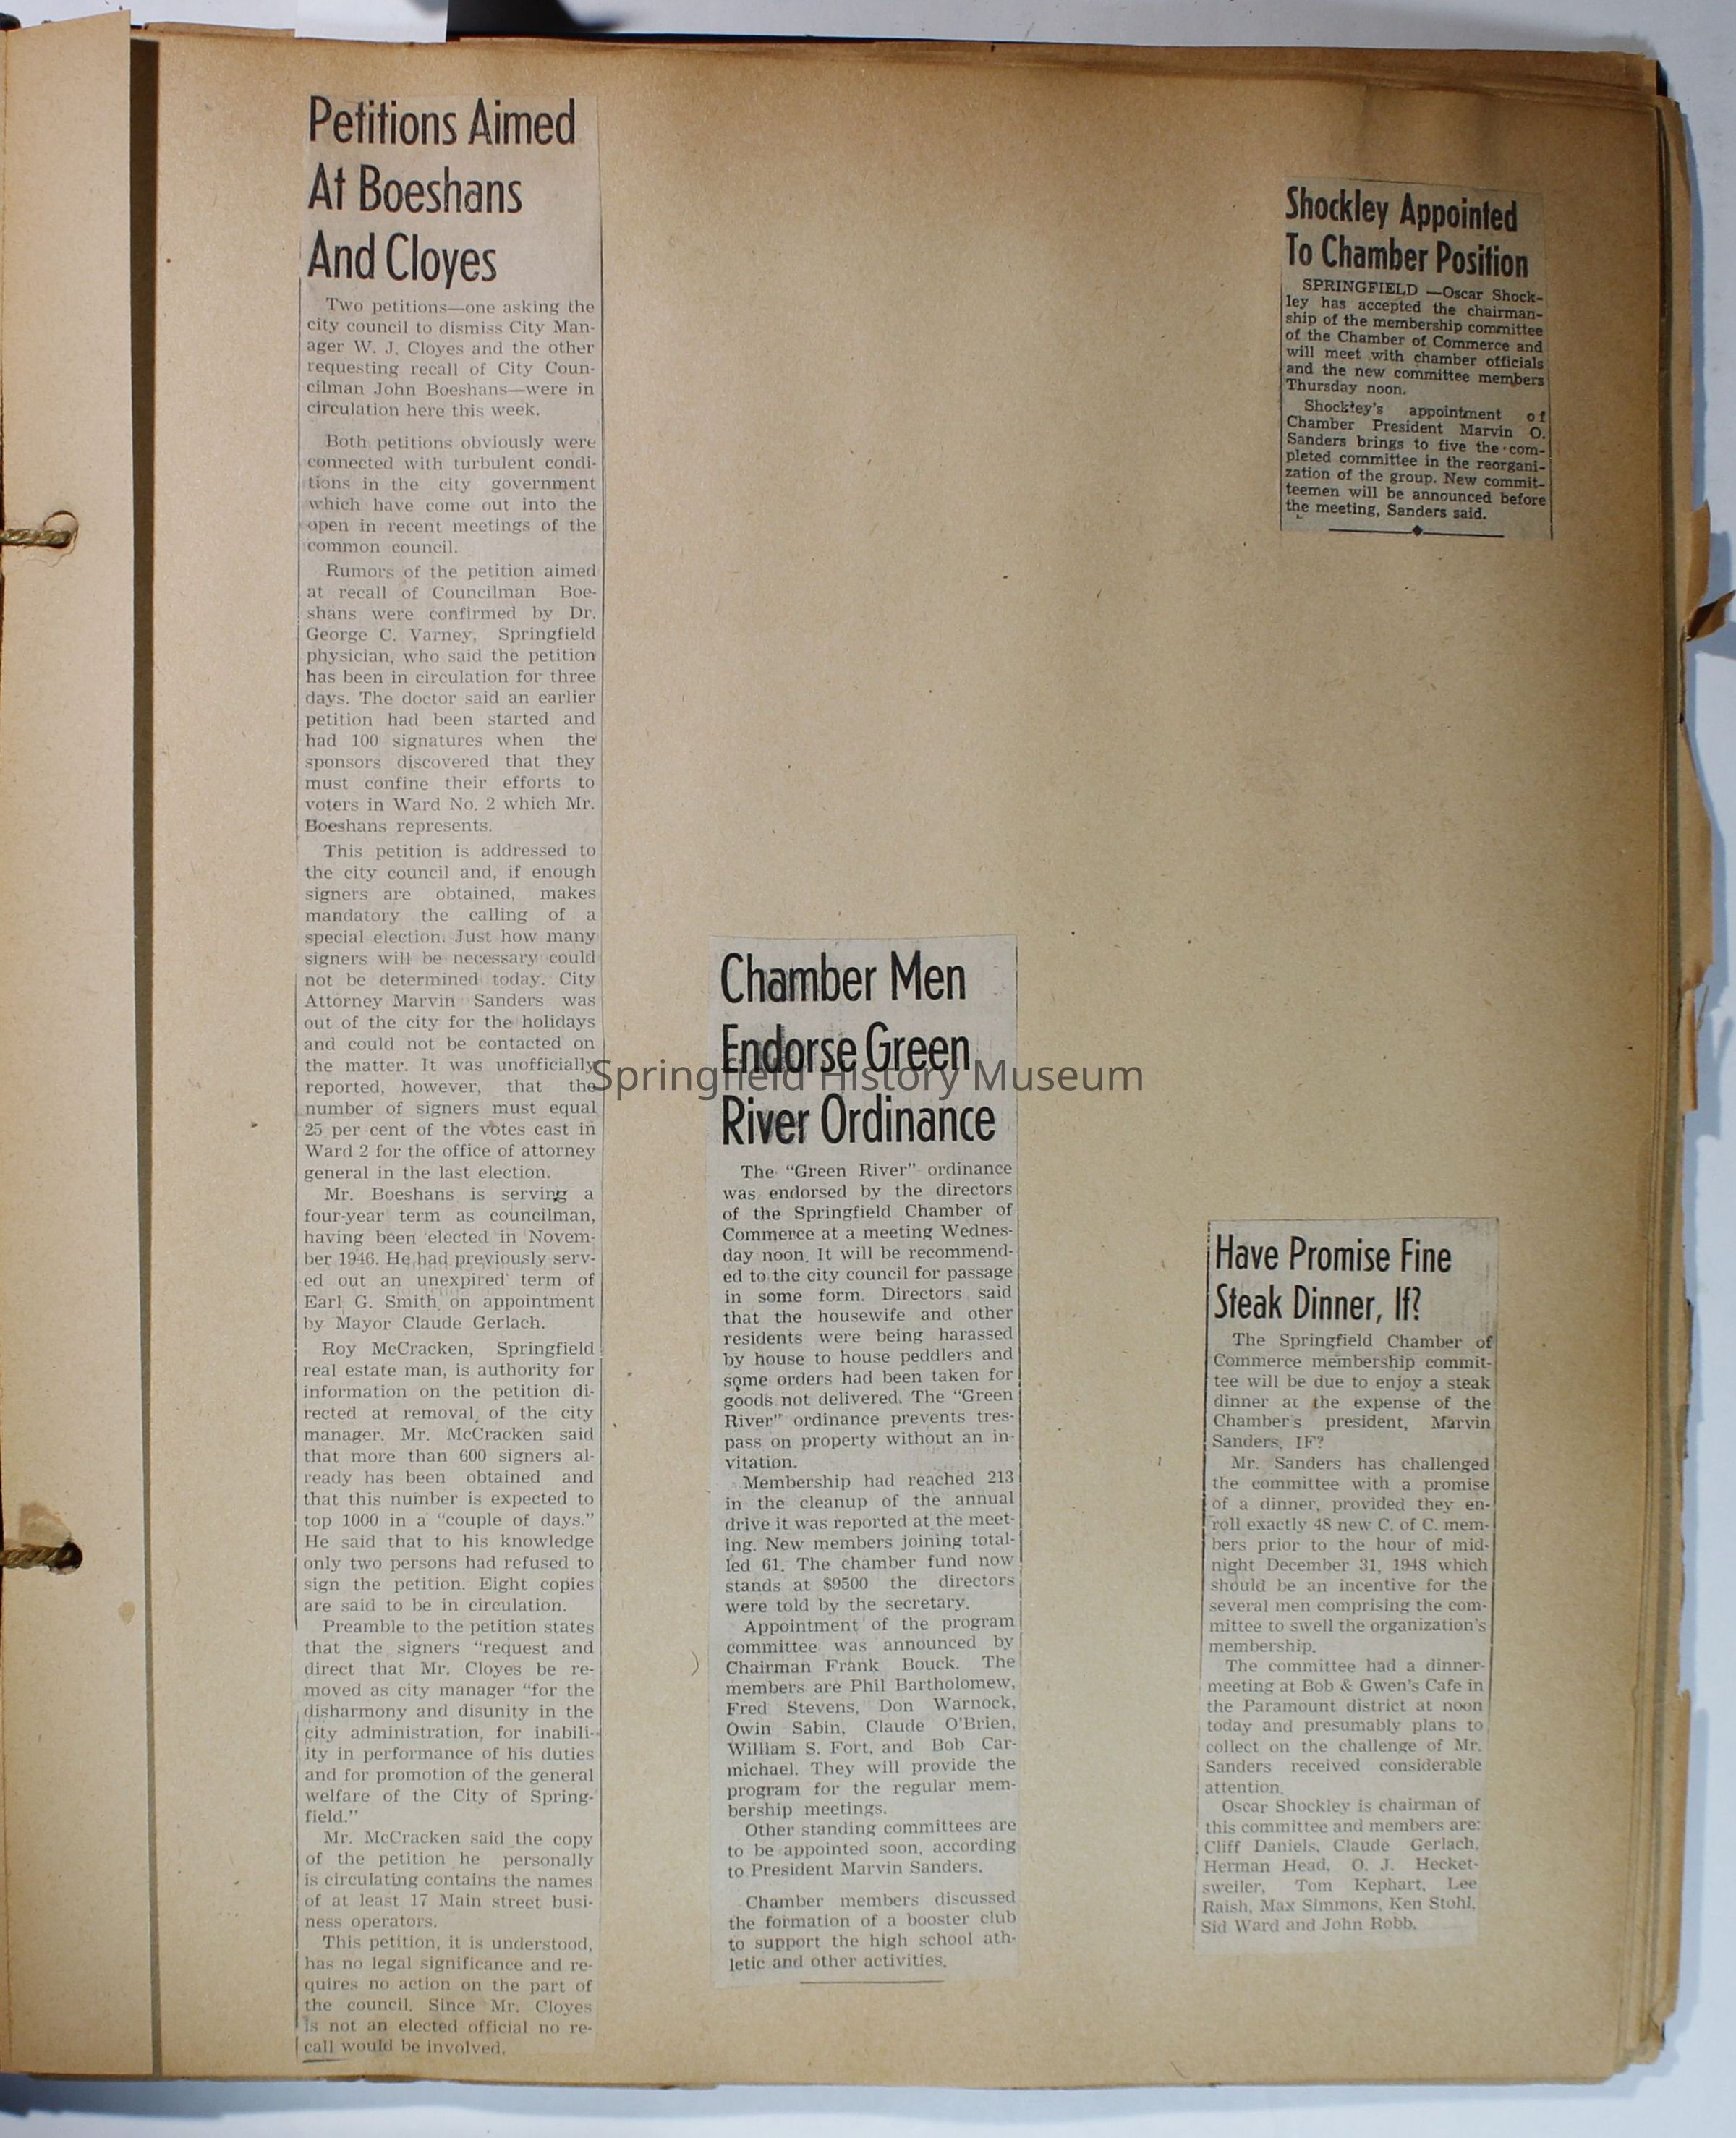 Petitions Aimed
At Boeshans
And Cloyes
Two petitions—one asking the
city council to dismiss City Man-
ager W. J. Cloyes and the other
requesting recall of City Coun-
cilman John Boeshans—were in
circulation here this week.
Both petitions obviously were
connected with turbulent condi-
tions in the city government
which have come out into the
open in recent meetings of the
common council.
Rumors of the petition aimed
at recall of Councilman Boe-
shans were confirmed by Dr.
George C. Varney, Springfield
physician, who said the petition
has been in circulation for three
days. The doctor said an earlier
petition had been started and
had 100 signatures when the
sponsors discovered that they
must confine their efforts to
voters in Ward No. 2 which Mr.
Boeshans represents.
This petition is addressed to
the city council and, if enough
signers are obtained, makes
mandatory the calling of a
special election. Just how many
signers will be necessary could
not be determined today. City
Attorney Marvin Sanders was
out of the city for the holidays
and could not be contacted on
the matter. It was unofficially
reported, however, that the
number of signers must equal
25 per cent of the votes cast in
Ward 2 for the office of attorney
general in the last election.
Mr. Boeshans is serving a
four-year term as councilman,
having been elected in Novem-
ber 1946. He had previously serv-
ed out an unexpired term of
Earl G. Smith on appointment
by Mayor Claude Gerlach.
Roy McCracken, Springfield
real estate man, is authority for
information on the petition di-
rected at removal of the city
manager. Mr. McCracken said
that more than 600 signers al-
ready has been obtained and
that this number is expected to
top 1000 in a "couple of days."
He said that to his knowledge
only two persons had refused to
sign the petition. Eight copies
are said to be in circulation.
Preamble to the petition states
that the signers "request and
direct that Mr. Cloyes be re-
moved as city manager "for the
disharmony and disunity in the
city administration, for inabili-
ity in performance of his duties
and for promotion of the general
welfare of the City of Spring-
field."
Mr. McCracken said the copy
of the petition he personally
is circulating contains the names
of at least 17 Main street busi-
ness operators.
This petition, it is understood,
has no legal significance and re-
quires no action on the part of
the council. Since Mr. Cloyes
is not an elected official no re-
call would be involved.
Chamber Men
Endorse Green
River Ordinance
The "Green River" ordinance
was endorsed by the directors
of the Springfield Chamber of
Commerce at a meeting Wednes-
day noon. It will be recommend-
ed to the city council for passage
in some form. Directors said
that the housewife and other
residents were being harassed
by house to house peddlers and
some orders had been taken for
goods not delivered. The "Green
River" ordinance prevents tres-
pass on property without an in-
vitation.
Membership had reached 213
in the cleanup of the annual
drive it was reported at the meet-
ing. New members joining total-
led 61. The chamber fund now
stands at $9500 the directors
were told by the secretary.
Appointment of the program
committee was announced by
Chairman Frank Bouck. The
members are Phil Bartholomew,
Fred Stevens, Don Warnock,
Owin Sabin, Claude O'Brien,
William S. Fort, and Bob Car-
michael. They will provide the
program for the regular mem-
bership meetings.
Other standing committees are
to be appointed soon, according
to President Marvin Sanders.
Chamber members discussed
the formation of a booster club
to support the high school ath-
letic and other activities.
Shockley Appointed
To Chamber Position
SPRINGFIELD —Oscar Shock-
ley has accepted the chairman-
ship of the membership committee
of the Chamber of Commerce and
will meet with chamber officials
and the new committee members
Thursday noon.
Shockley's appointment of
Chamber President Marvin O.
Sanders brings to five the com-
pleted committee in the reorgani-
zation of the group. New commit-
teemen will be announced before
the meeting, Sanders said.
Have Promise Fine
Steak Dinner, If?
The Springfield Chamber of
Commerce membership commit-
tee will be due to enjoy a steak
dinner at the expense of the
Chamber's president, Marvin
Sanders, IF?
Mr. Sanders has challenged
the committee with a promise
of a dinner, provided they en-
roll exactly 48 new C. of C. mem-
bers prior to the hour of mid-
night December 31, 1948 which
should be an incentive for the
several men comprising the com-
mittee to swell the organization's
membership.
The committee had a dinner-
meeting at Bob & Gwen's Cafe in
the Paramount district at noon
today and presumably plans to
collect on the challenge of Mr.
Sanders received considerable
attention.
Oscar Shockley is chairman of
this committee and members are:
Cliff Daniels, Claude Gerlach,
Herman Head, O. J. Hecket-
sweiler, Tom Kephart, Lee
Raish, Max Simmons, Ken Stohl,
Sid Ward and John Robb.
Springfield History Museum